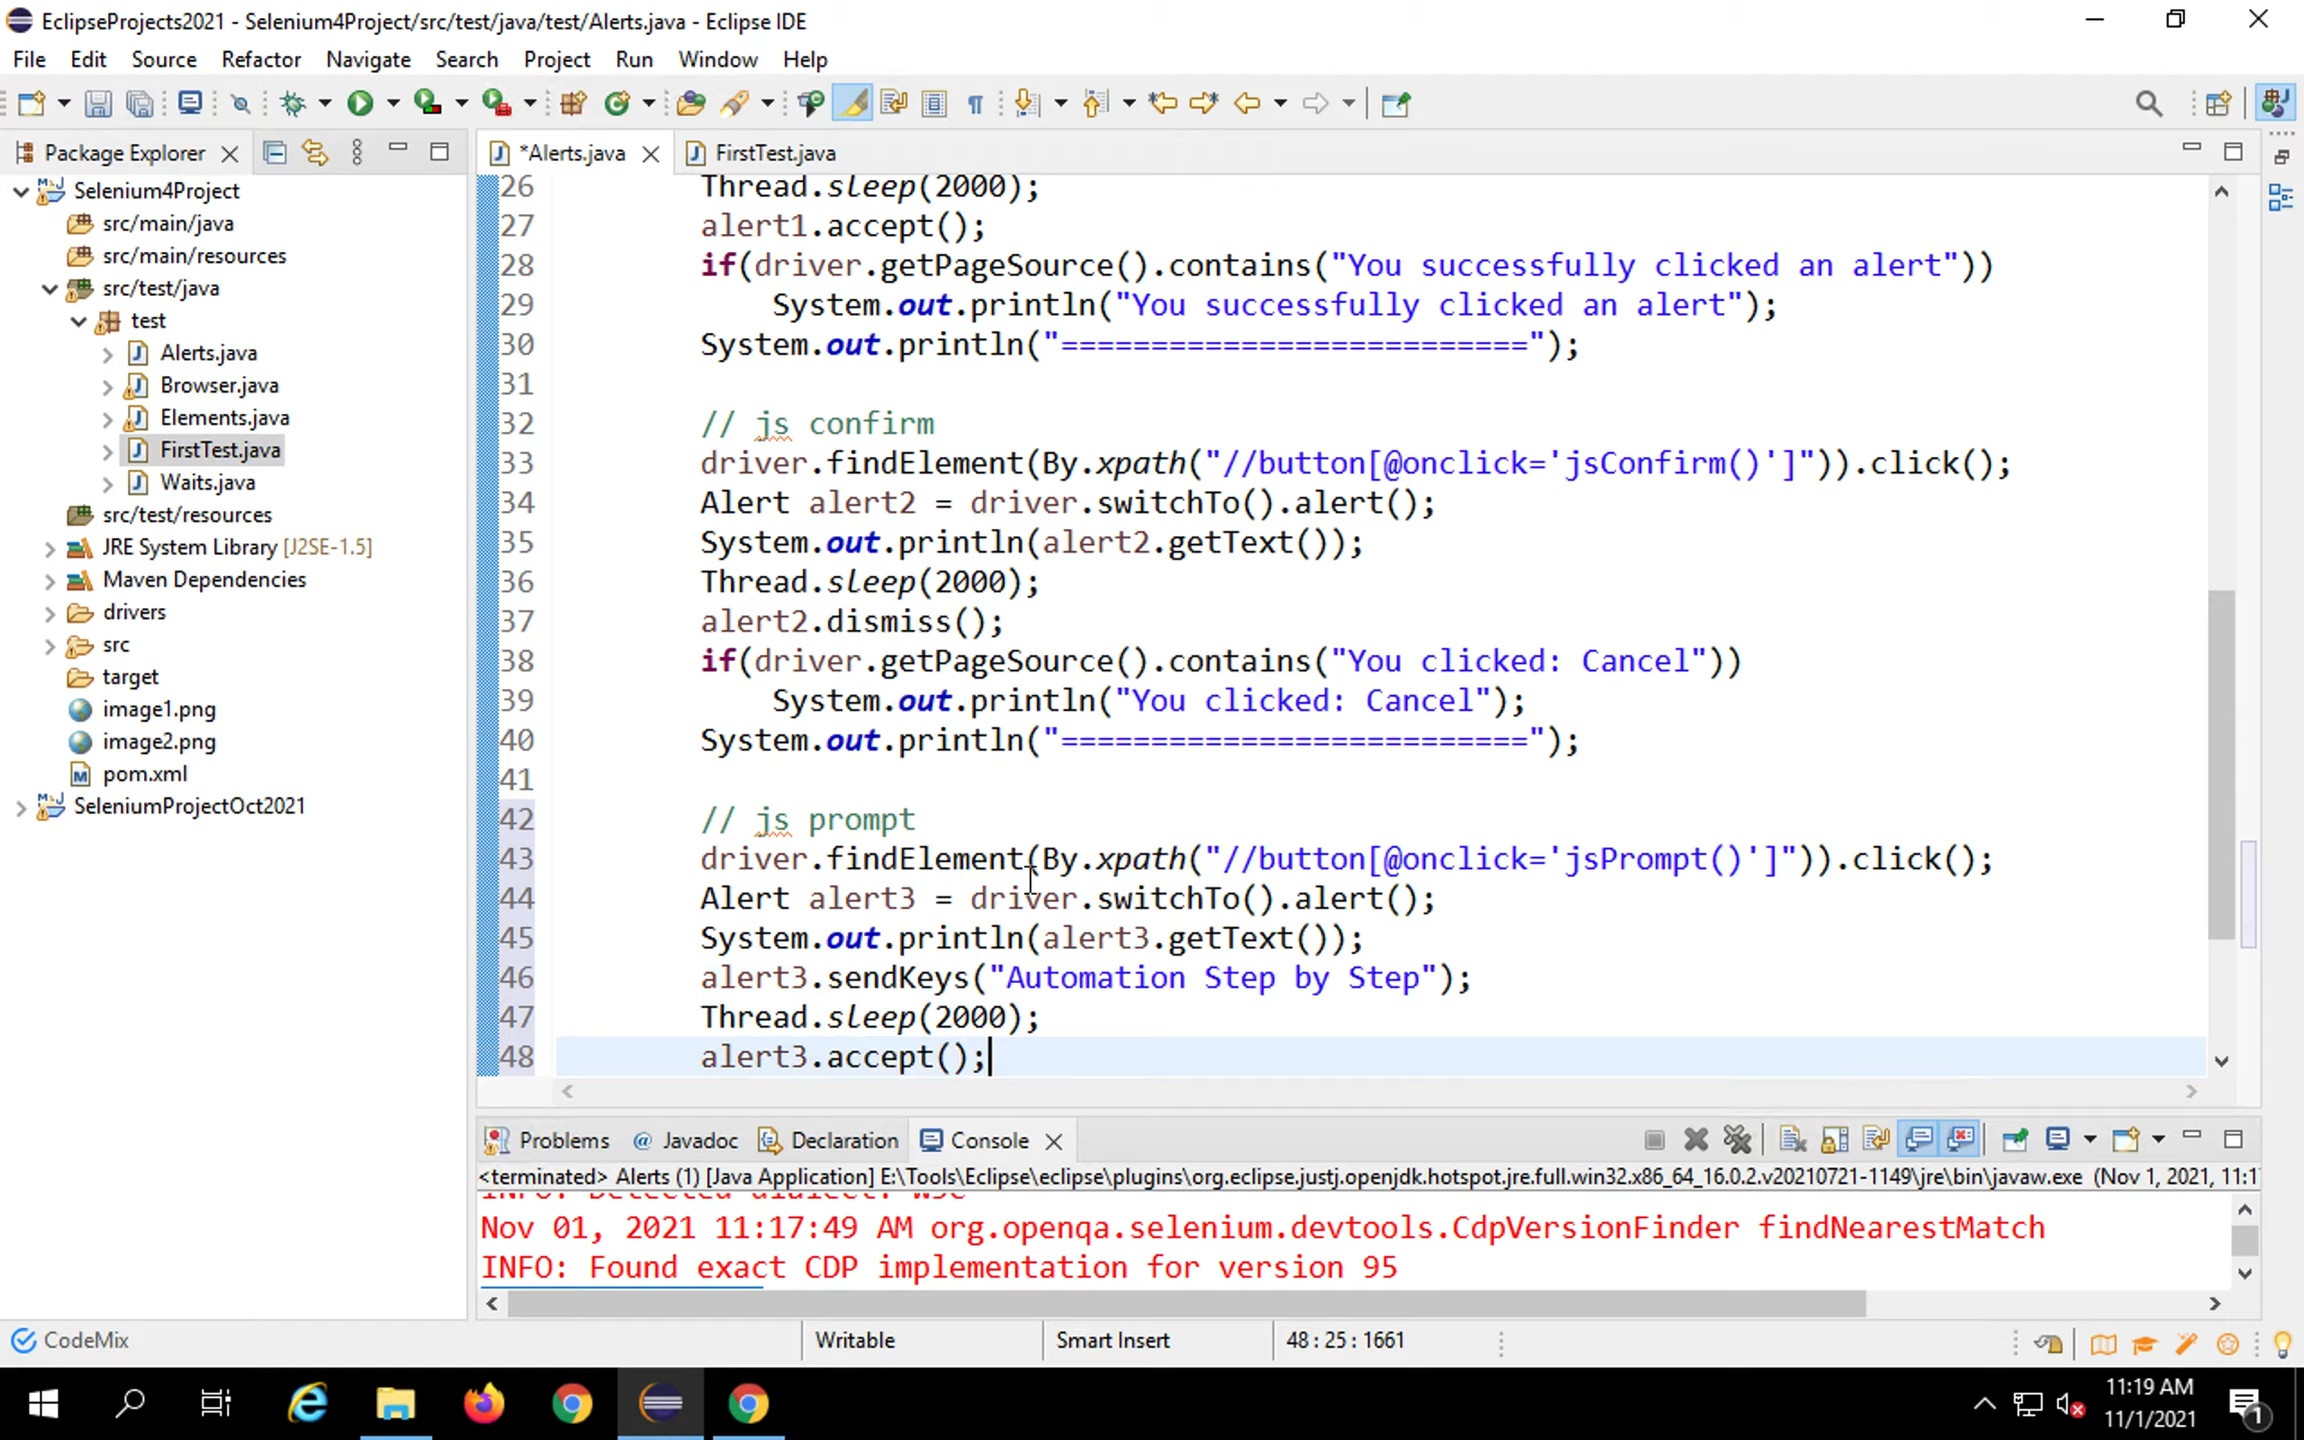 EclipseProjects2021 - Selenium4Project/src/test/java/test/Alerts.java - Eclipse IDE
File Edit Source Refactor Navigate Search Project Run Window Help
Package Explorer
*Alerts.java
FirstTest.java
Selenium4Project
src/main/java
src/main/resources
src/test/java
test
Alerts.java
Browser.java
Elements.java
FirstTest.java
Waits.java
src/test/resources
JRE System Library [J2SE-1.5]
Maven Dependencies
drivers
src
target
image1.png
image2.png
pom.xml
SeleniumProjectOct2021
26 Thread.sleep(2000);
27 alert1.accept();
28 if(driver.getPageSource().contains("You successfully clicked an alert"))
29 System.out.println("You successfully clicked an alert");
30 System.out.println("==========================");
31
32 // js confirm
33 driver.findElement(By.xpath("//button[@onclick='jsConfirm()']")).click();
34 Alert alert2 = driver.switchTo().alert();
35 System.out.println(alert2.getText());
36 Thread.sleep(2000);
37 alert2.dismiss();
38 if(driver.getPageSource().contains("You clicked: Cancel"))
39 System.out.println("You clicked: Cancel");
40 System.out.println("==========================");
41
42 // js prompt
43 driver.findElement(By.xpath("//button[@onclick='jsPrompt()']")).click();
44 Alert alert3 = driver.switchTo().alert();
45 System.out.println(alert3.getText());
46 alert3.sendKeys("Automation Step by Step");
47 Thread.sleep(2000);
48 alert3.accept();
Problems Javadoc Declaration Console
<terminated> Alerts (1) [Java Application] E:\Tools\Eclipse\eclipse\plugins\org.eclipse.justj.openjdk.hotspot.jre.full.win32.x86_64_16.0.2.v20210721-1149\jre\bin\javaw.exe (Nov 1, 2021, 11:1
INFO: Detected dialect: W3C
Nov 01, 2021 11:17:49 AM org.openqa.selenium.devtools.CdpVersionFinder findNearestMatch
INFO: Found exact CDP implementation for version 95
CodeMix
Writable
Smart Insert
48 : 25 : 1661
11:19 AM
11/1/2021
1